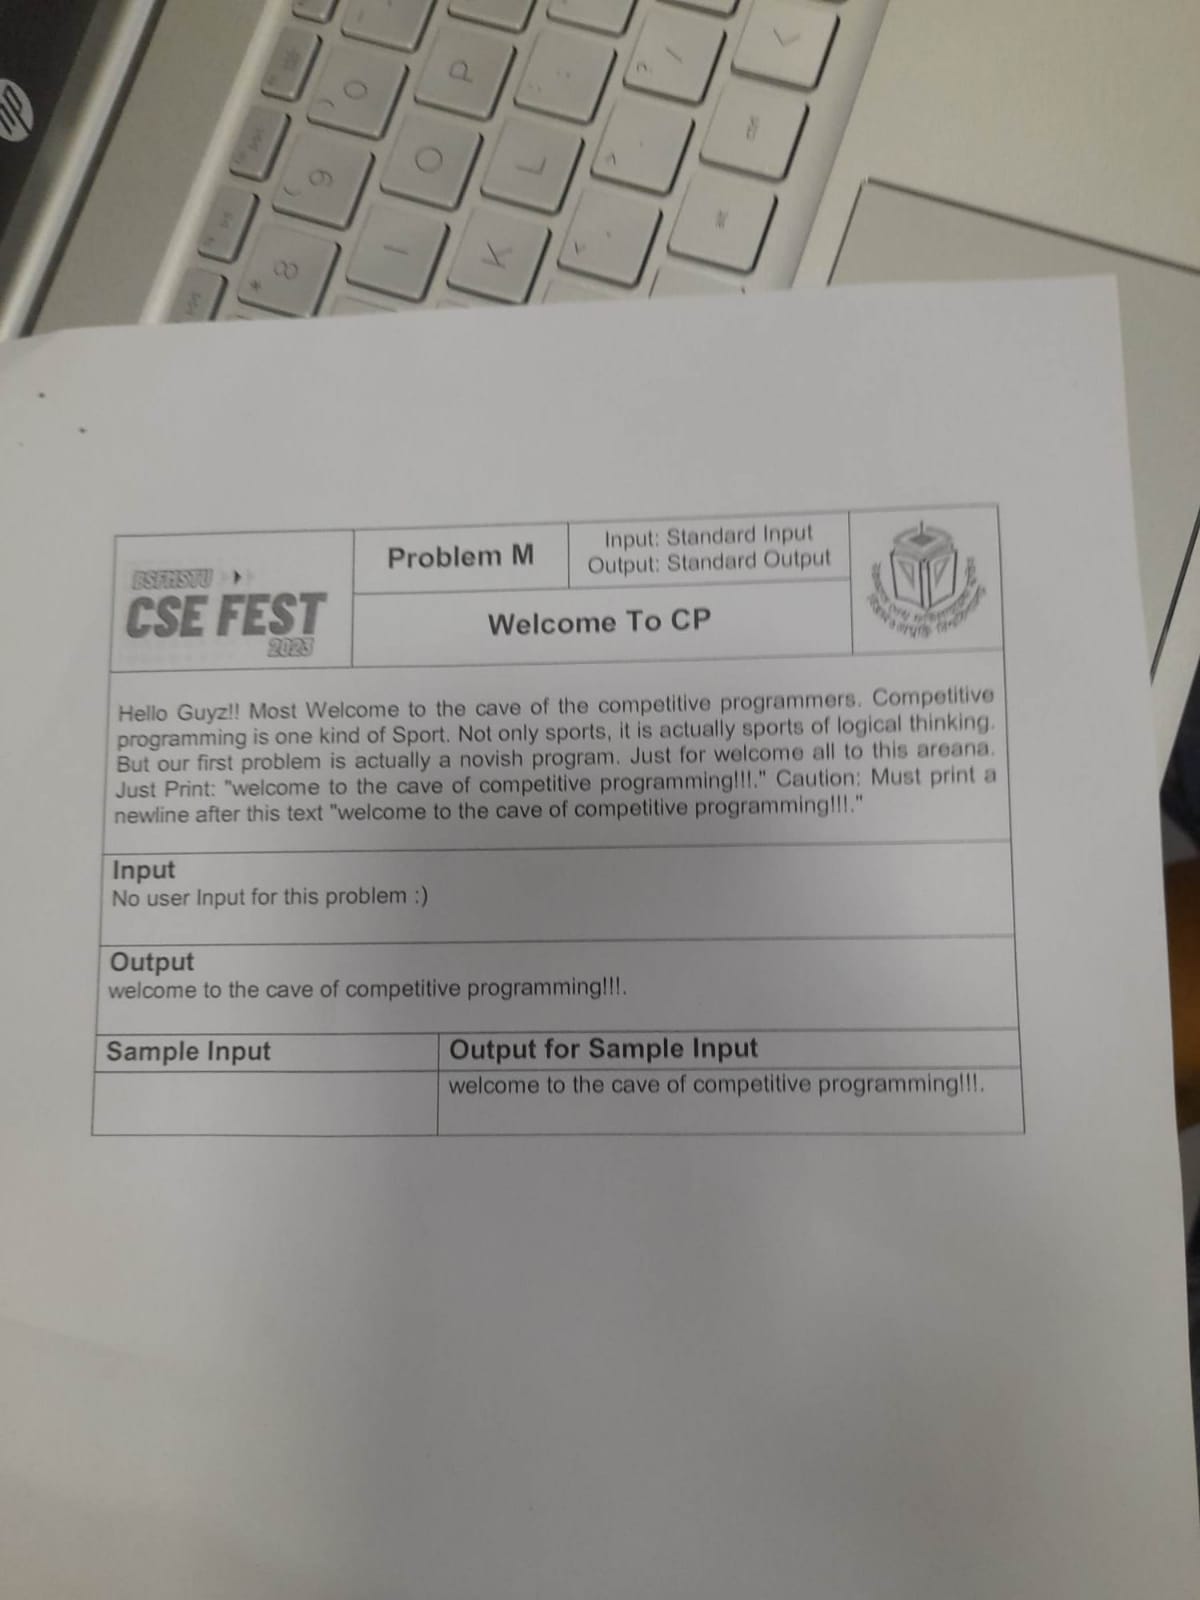 hp
P
O
L
0
9
8
I
K
BSFMSTU
CSE FEST
2023
Problem M
Input: Standard Input
Output: Standard Output
Welcome To CP
Hello Guyz!! Most Welcome to the cave of the competitive programmers. Competitive
programming is one kind of Sport. Not only sports, it is actually sports of logical thinking.
But our first problem is actually a novish program. Just for welcome all to this areana.
Just Print: "welcome to the cave of competitive programming!!!." Caution: Must print a
newline after this text "welcome to the cave of competitive programming!!!."
Input
No user Input for this problem :)
Output
welcome to the cave of competitive programming!!!.
Sample Input
Output for Sample Input
welcome to the cave of competitive programming!!!.